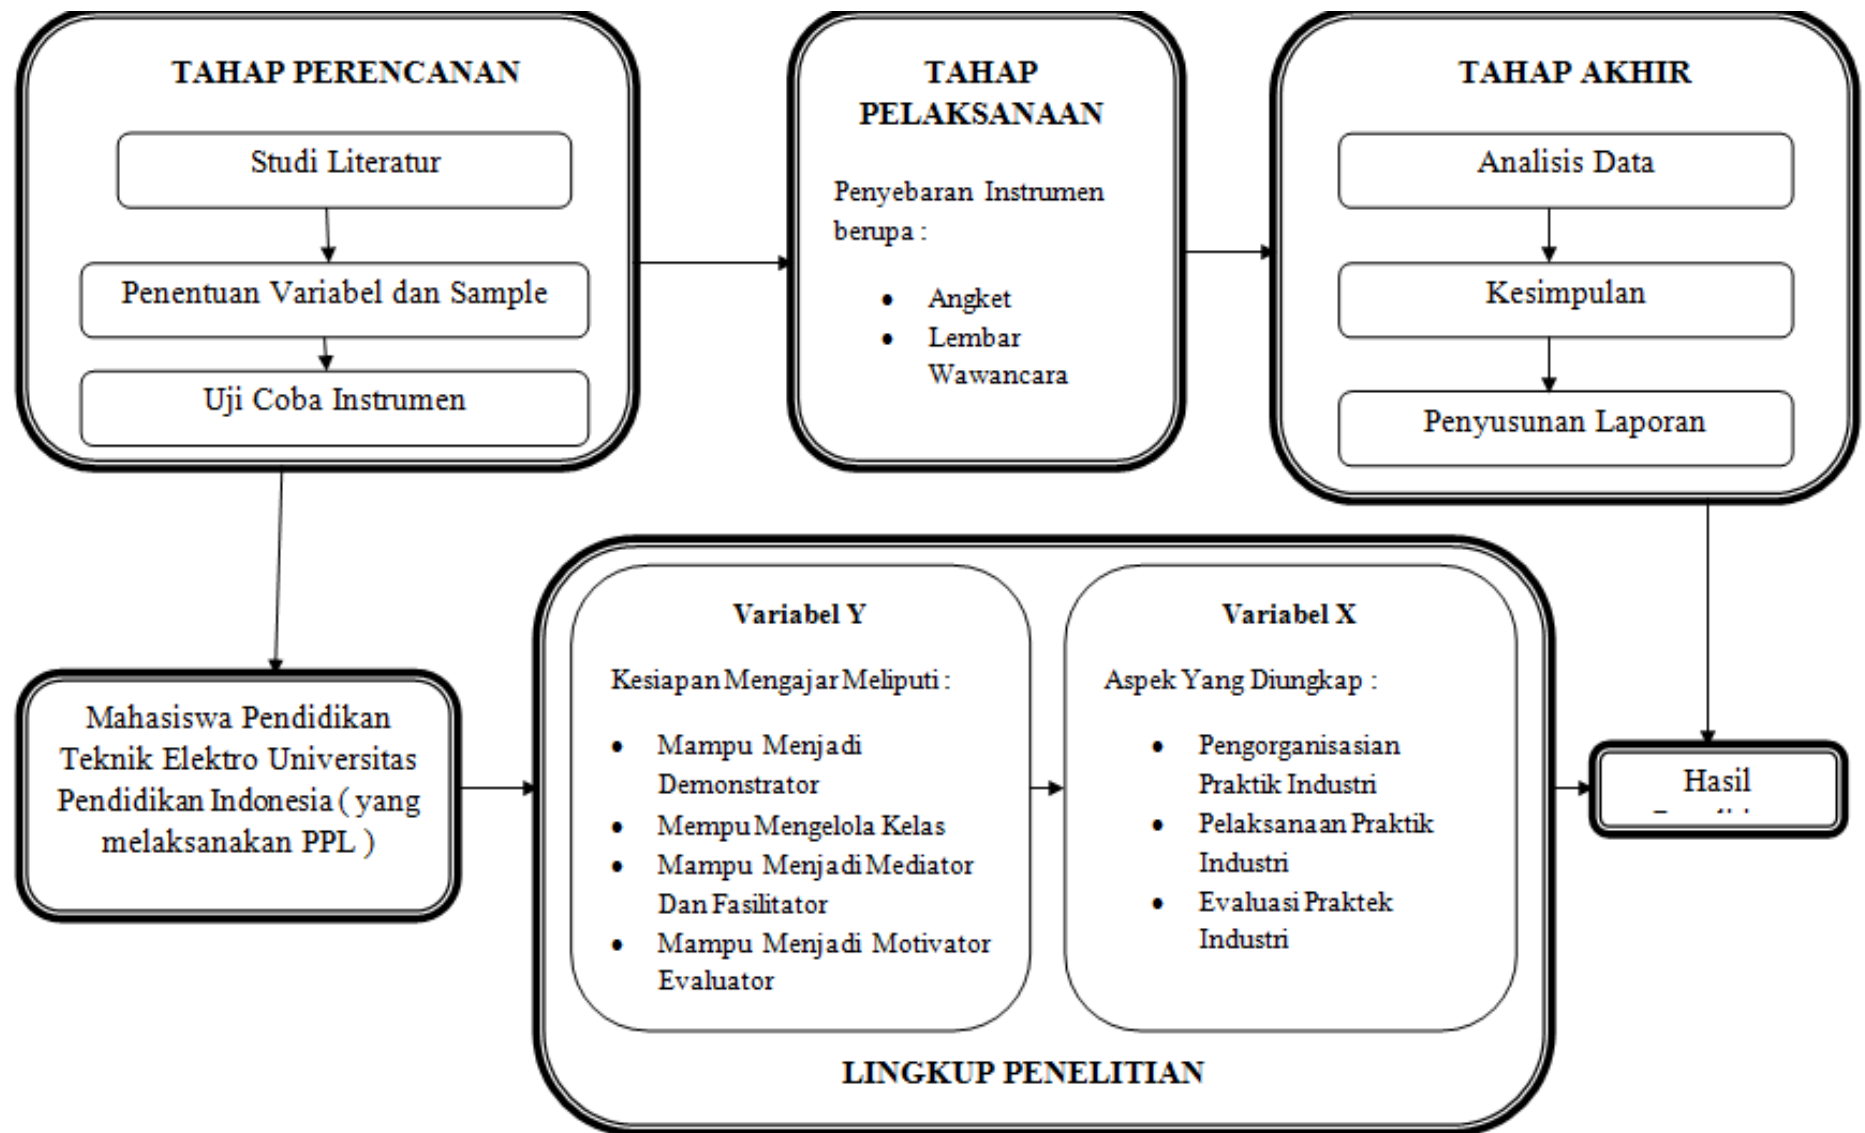 TAHAP PERENCANAN
Studi Literatur
Penentuan Variabel dan Sample
Uji Coba Instrumen
TAHAP
PELAKSANAAN
Penyebaran Instrumen
berupa :
• Angket
• Lembar
Wawancara
TAHAP AKHIR
Analisis Data
Kesimpulan
Penyusunan Laporan
Mahasiswa Pendidikan
Teknik Elektro Universitas
Pendidikan Indonesia ( yang
melaksanakan PPL )
Variabel Y
Kesiapan Mengajar Meliputi :
• Mampu Menjadi
Demonstrator
• Mempu Mengelola Kelas
• Mampu Menjadi Mediator
Dan Fasilitator
• Mampu Menjadi Motivator
Evaluator
Variabel X
Aspek Yang Diungkap :
• Pengorganisasian
Praktik Industri
• Pelaksanaan Praktik
Industri
• Evaluasi Praktek
Industri
LINGKUP PENELITIAN
Hasil